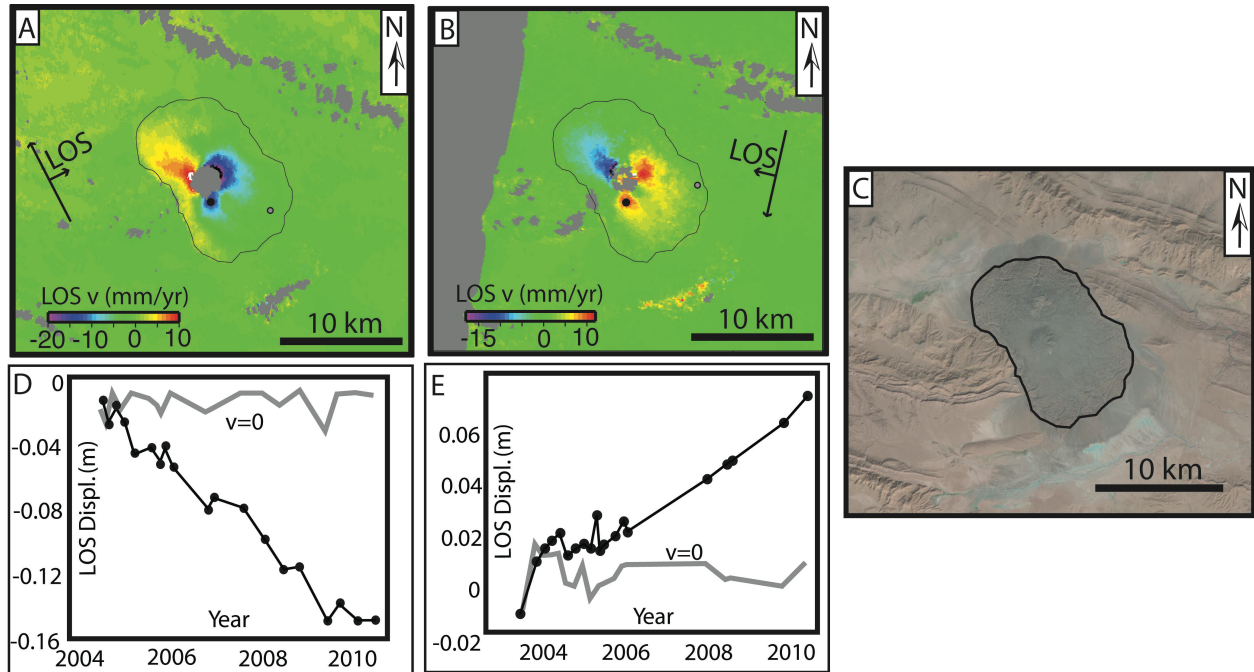 A
N
LOS
LOS v (mm/yr)
-20 -10 0 10
10 km
B
N
LOS
LOS v (mm/yr)
-15 0 10
10 km
C
N
10 km
D
0
-0.04
-0.08
-0.12
-0.16
LOS Displ. (m)
v=0
Year
2004 2006 2008 2010
E
0.06
0.04
0.02
0
-0.02
LOS Displ. (m)
v=0
Year
2004 2006 2008 2010